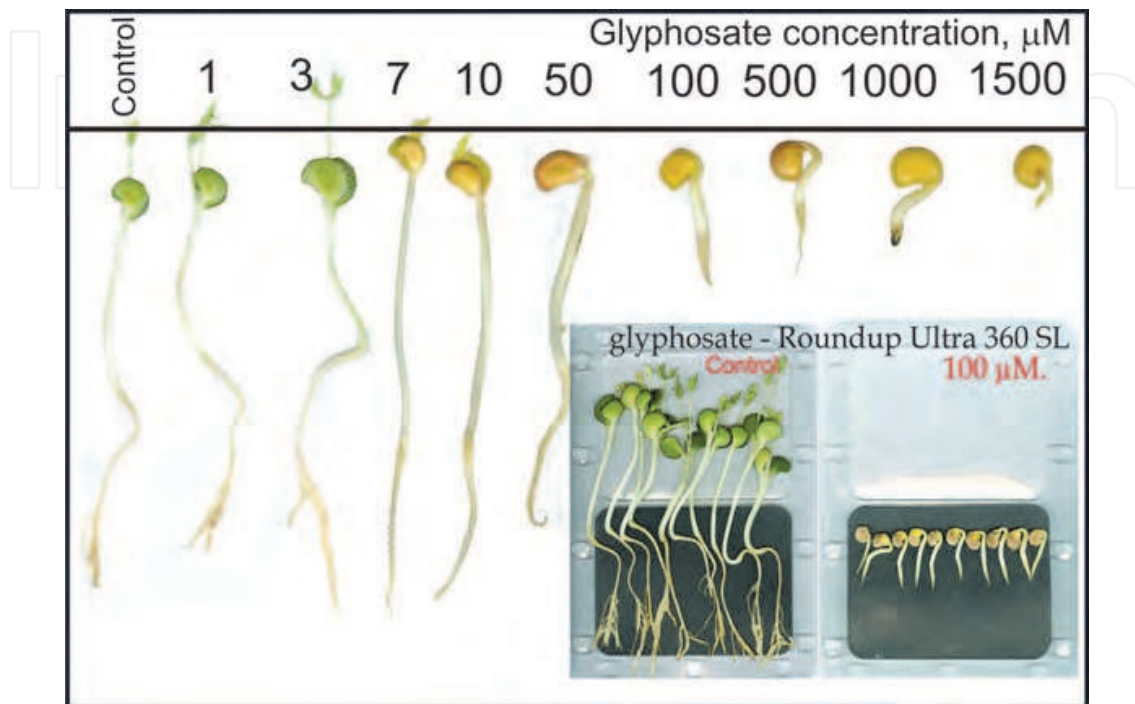 Control
Glyphosate concentration, μM
1 3 7 10 50 100 500 1000 1500
glyphosate - Roundup Ultra 360 SL
Control
100 μM.